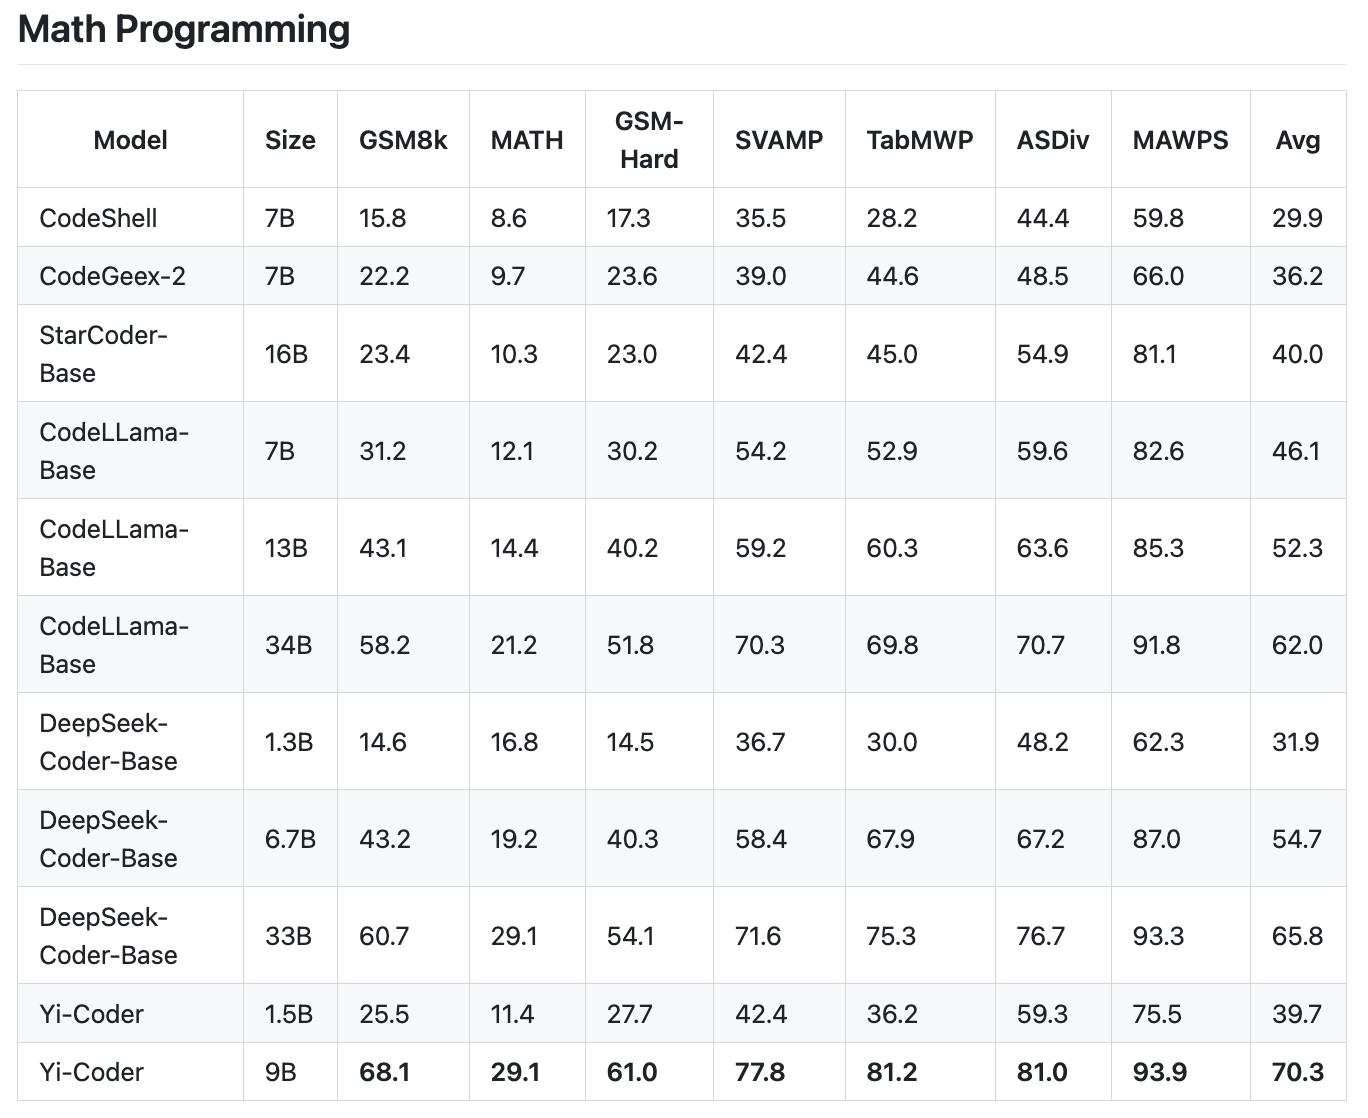 Math Programming
Model Size GSM8k MATH GSM-Hard SVAMP TabMWP ASDiv MAWPS Avg
CodeShell 7B 15.8 8.6 17.3 35.5 28.2 44.4 59.8 29.9
CodeGeex-2 7B 22.2 9.7 23.6 39.0 44.6 48.5 66.0 36.2
StarCoder-Base 16B 23.4 10.3 23.0 42.4 45.0 54.9 81.1 40.0
CodeLLama-Base 7B 31.2 12.1 30.2 54.2 52.9 59.6 82.6 46.1
CodeLLama-Base 13B 43.1 14.4 40.2 59.2 60.3 63.6 85.3 52.3
CodeLLama-Base 34B 58.2 21.2 51.8 70.3 69.8 70.7 91.8 62.0
DeepSeek-Coder-Base 1.3B 14.6 16.8 14.5 36.7 30.0 48.2 62.3 31.9
DeepSeek-Coder-Base 6.7B 43.2 19.2 40.3 58.4 67.9 67.2 87.0 54.7
DeepSeek-Coder-Base 33B 60.7 29.1 54.1 71.6 75.3 76.7 93.3 65.8
Yi-Coder 1.5B 25.5 11.4 27.7 42.4 36.2 59.3 75.5 39.7
Yi-Coder 9B 68.1 29.1 61.0 77.8 81.2 81.0 93.9 70.3